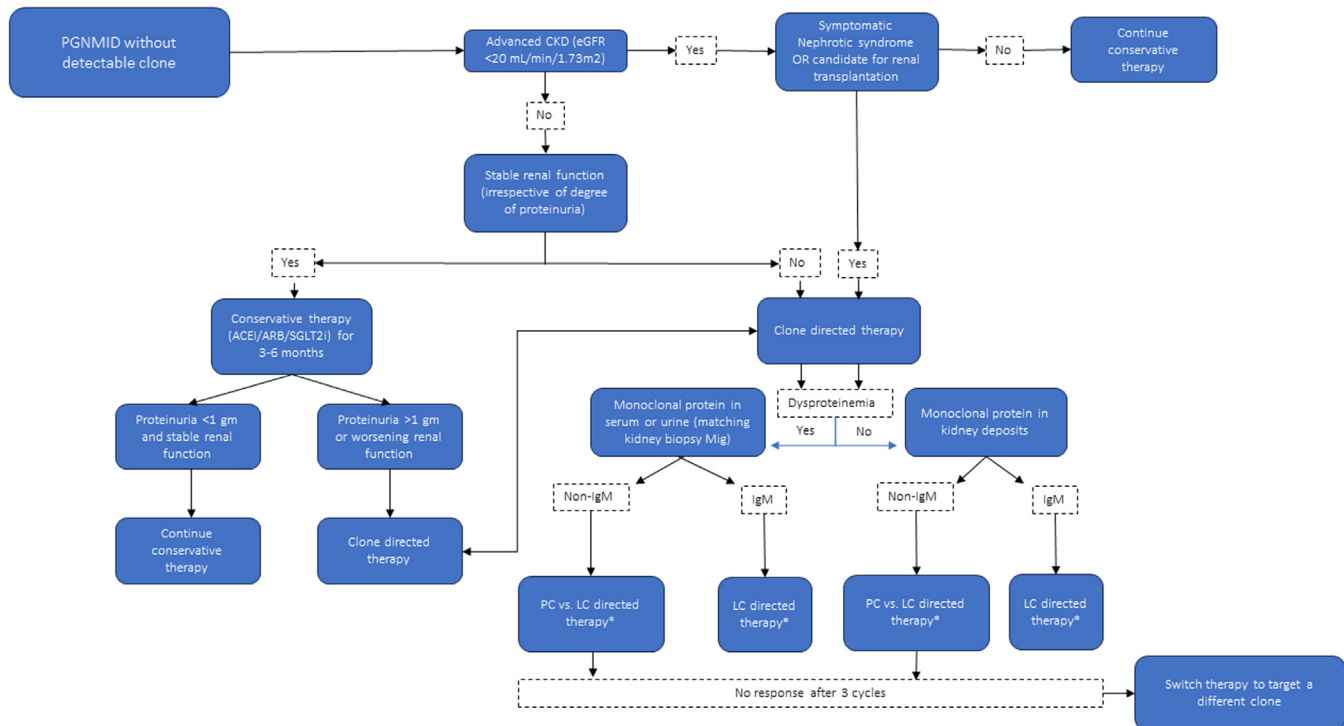 PGNMID without
detectable clone
Advanced CKD (eGFR
<20 mL/min/1.73m2)
Yes
Symptomatic
Nephrotic syndrome
OR candidate for renal
transplantation
No
Continue
conservative
therapy
No
Stable renal function
(irrespective of degree
of proteinuria)
Yes
No
Yes
Conservative therapy
(ACEI/ARB/SGLT2i) for
3-6 months
Clone directed therapy
Proteinuria <1 gm
and stable renal
function
Proteinuria >1 gm
or worsening renal
function
Monoclonal protein in
serum or urine (matching
kidney biopsy MIg)
Dysproteinemia
Yes
No
Monoclonal protein in
kidney deposits
Non-IgM
IgM
Non-IgM
IgM
Continue
conservative
therapy
Clone directed
therapy
PC vs. LC directed
therapy*
LC directed
therapy*
PC vs. LC directed
therapy*
LC directed
therapy*
No response after 3 cycles
Switch therapy to target a
different clone